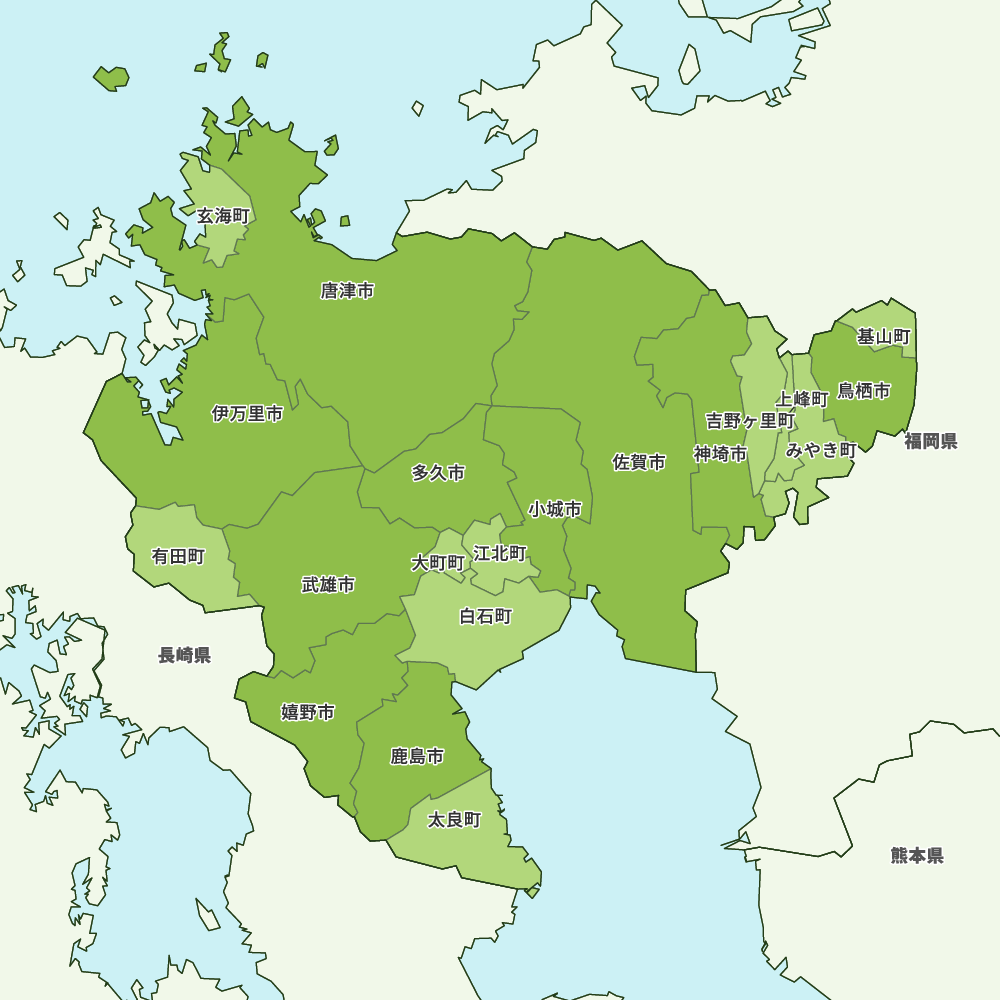 玄海町
唐津市
基山町
鳥栖市
上峰町
伊万里市
吉野ヶ里町
福岡県
みやき町
神埼市
佐賀市
多久市
小城市
江北町
有田町
大町町
武雄市
白石町
長崎県
嬉野市
鹿島市
太良町
熊本県